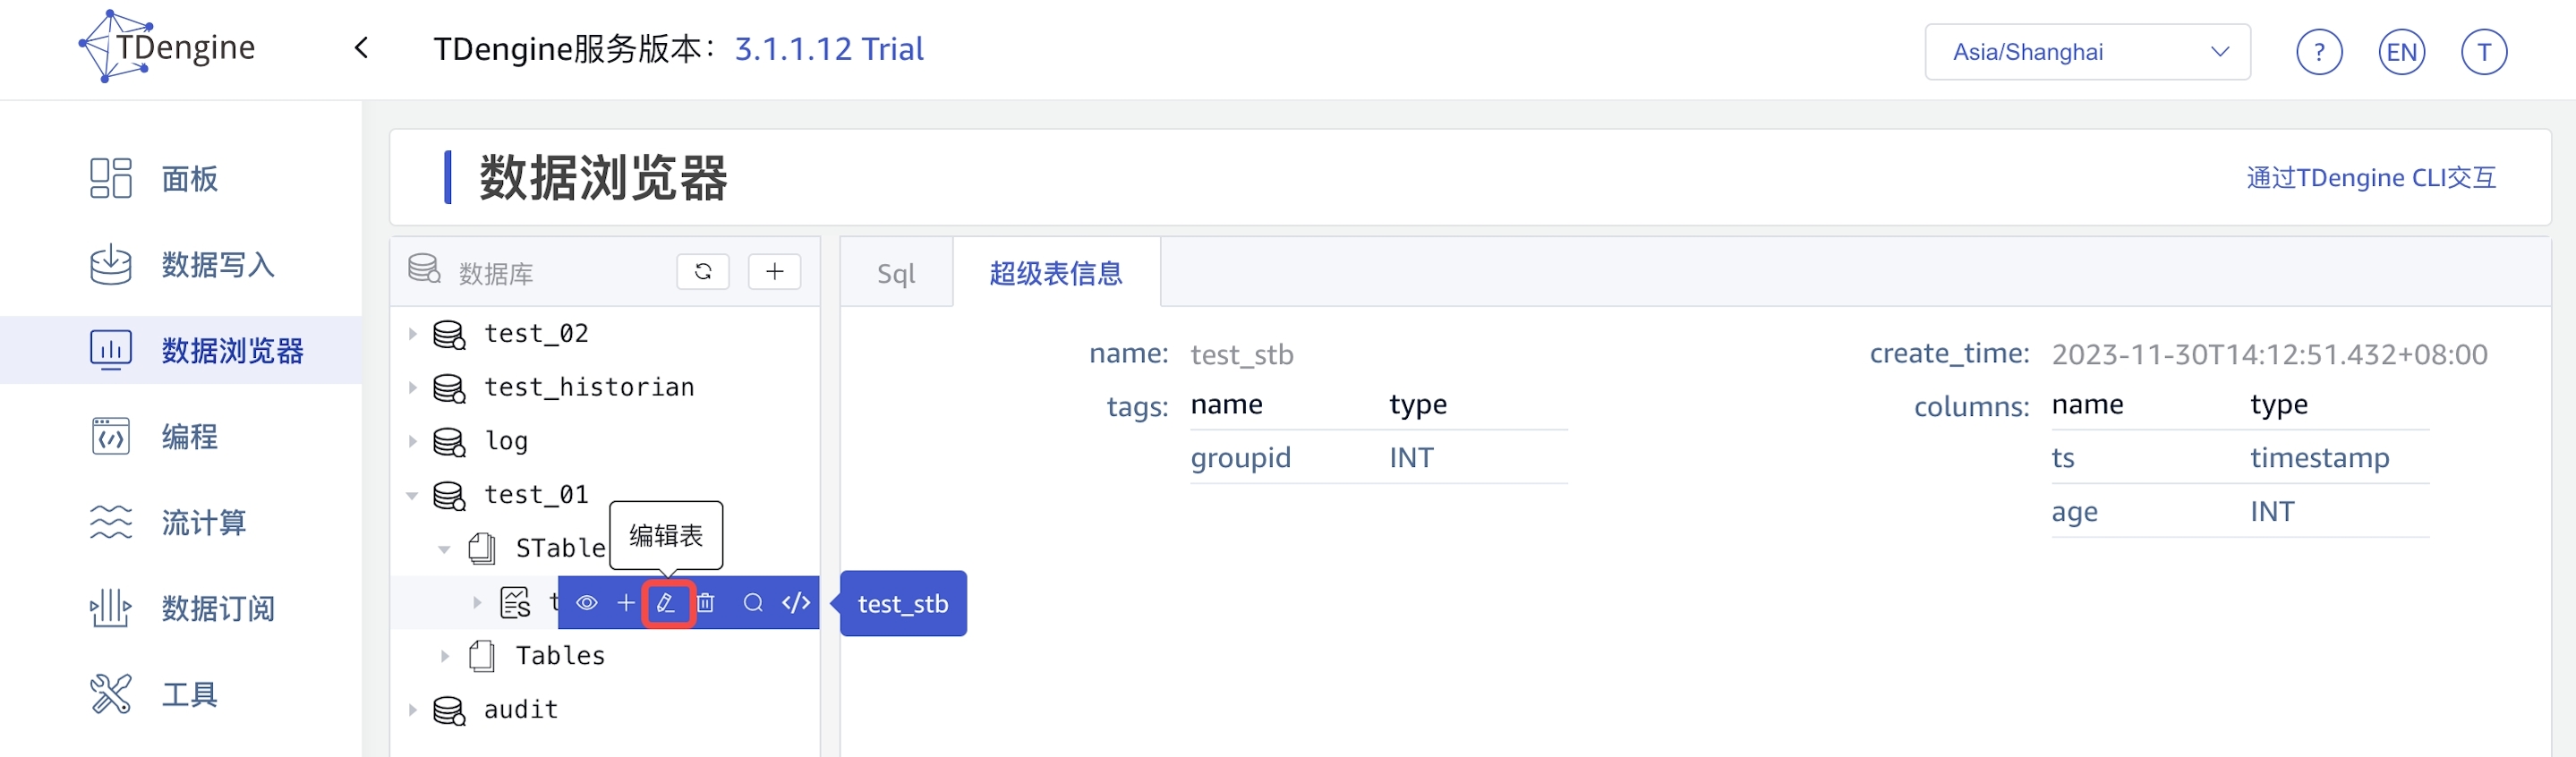 TDengine
TDengine服务版本： 3.1.1.12 Trial
Asia/Shanghai
?
EN
T
面板
数据写入
数据浏览器
编程
流计算
数据订阅
工具
数据浏览器
通过TDengine CLI交互
数据库
test_02
test_historian
log
test_01
STable
编辑表
t
test_stb
Tables
audit
Sql
超级表信息
name: test_stb
tags: name type
groupid INT
create_time: 2023-11-30T14:12:51.432+08:00
columns: name type
ts timestamp
age INT